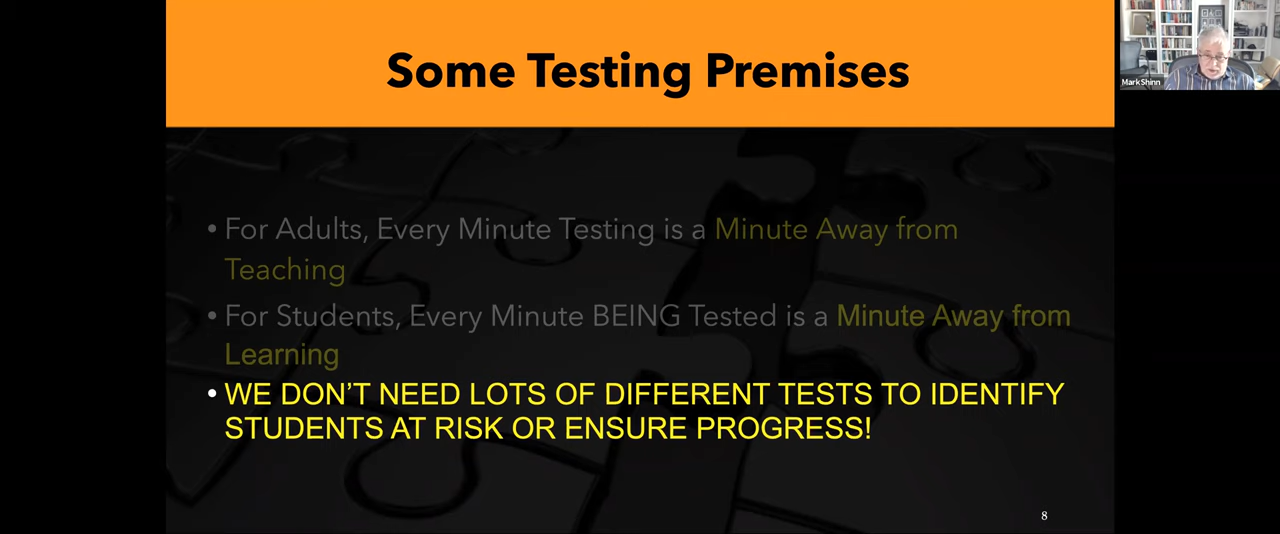 Some Testing Premises
Mark Shinn
• For Adults, Every Minute Testing is a Minute Away from
Teaching
• For Students, Every Minute BEING Tested is a Minute Away from
Learning
• WE DON’T NEED LOTS OF DIFFERENT TESTS TO IDENTIFY
STUDENTS AT RISK OR ENSURE PROGRESS!
8